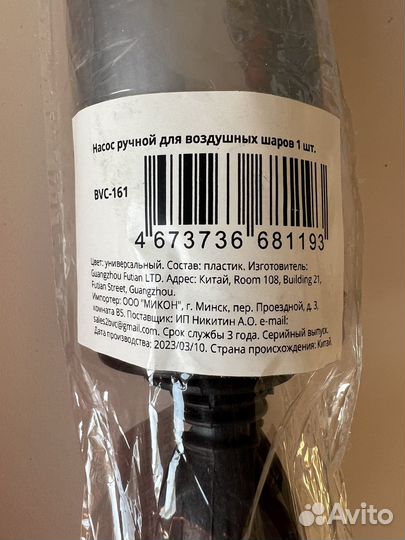 Насос ручной для воздушных шаров 1 шт.
BVC-161
4 673736 681193
Цвет: универсальный. Состав: пластик. Изготовитель:
Guangzhou Futian LTD. Адрес: Китай, Room 108, Building 21,
Futian Street, Guangzhou.
Импортер: ООО "МИКОН", г. Минск, пер. Проездной, д. 3,
комната B5. Поставщик: ИП Никитин А.О. e-mail:
sales2bvc@gmail.com. Срок службы 3 года. Серийный выпуск.
Дата производства: 2023/03/10. Страна происхождения: Китай.
Avito